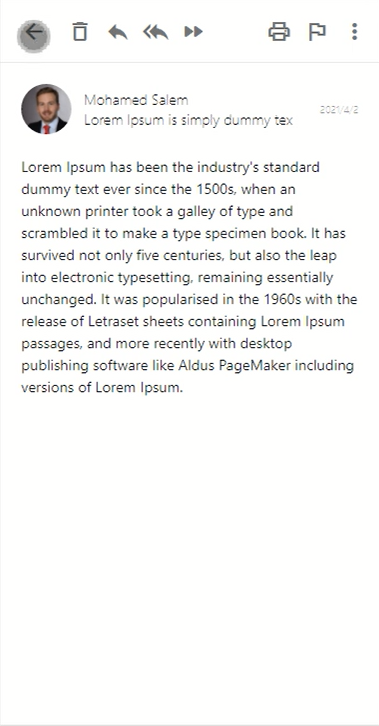 Mohamed Salem
Lorem Ipsum is simply dummy tex
2021/4/2
Lorem Ipsum has been the industry's standard
dummy text ever since the 1500s, when an
unknown printer took a galley of type and
scrambled it to make a type specimen book. It has
survived not only five centuries, but also the leap
into electronic typesetting, remaining essentially
unchanged. It was popularised in the 1960s with the
release of Letraset sheets containing Lorem Ipsum
passages, and more recently with desktop
publishing software like Aldus PageMaker including
versions of Lorem Ipsum.